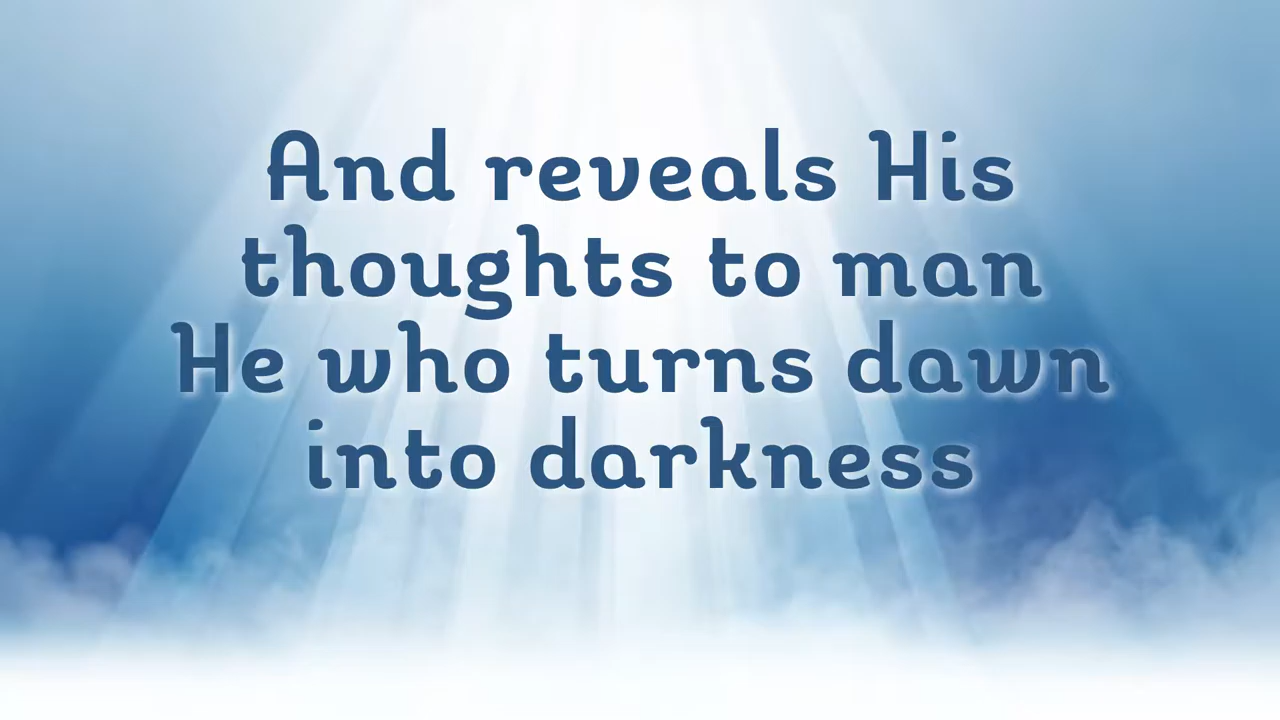 And reveals His
thoughts to man
He who turns dawn
into darkness